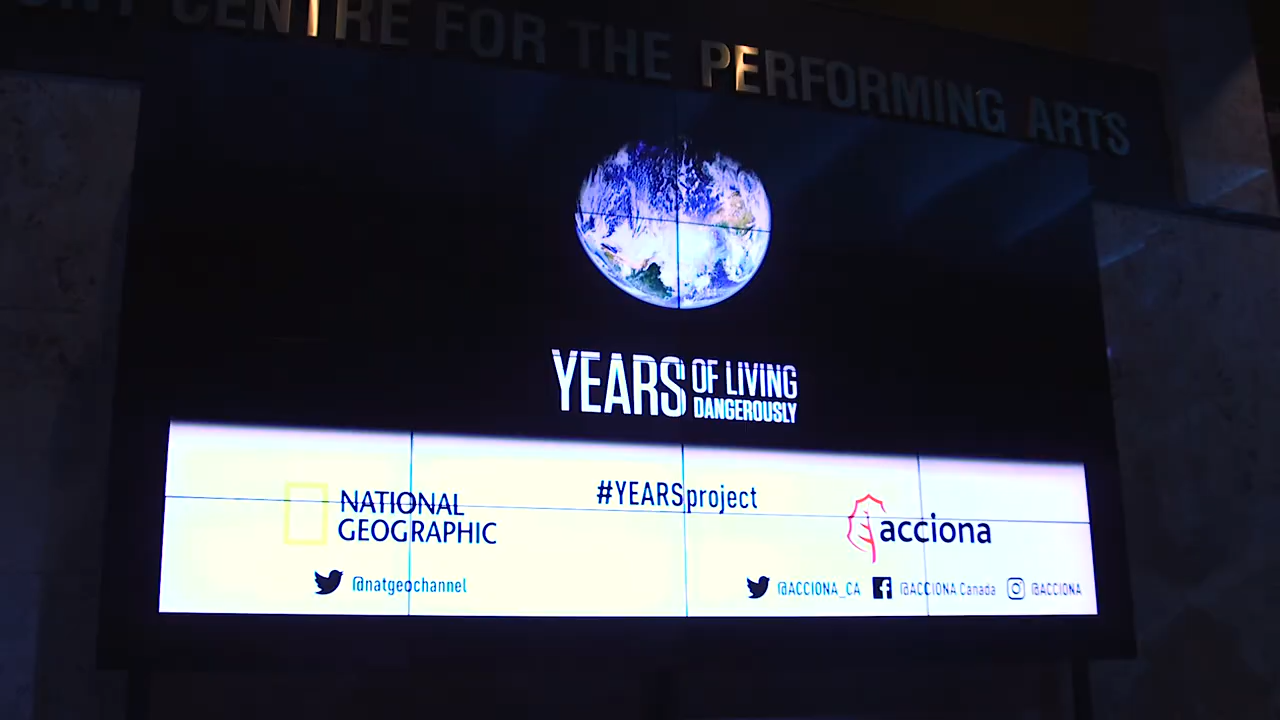 CENTRE FOR THE PERFORMING ARTS
YEARS OF LIVING
DANGEROUSLY
#YEARSproject
NATIONAL
GEOGRAPHIC
acciona
@natgeochannel
@ACCIONA_CA @ACCIONA Canada @ACCIONA